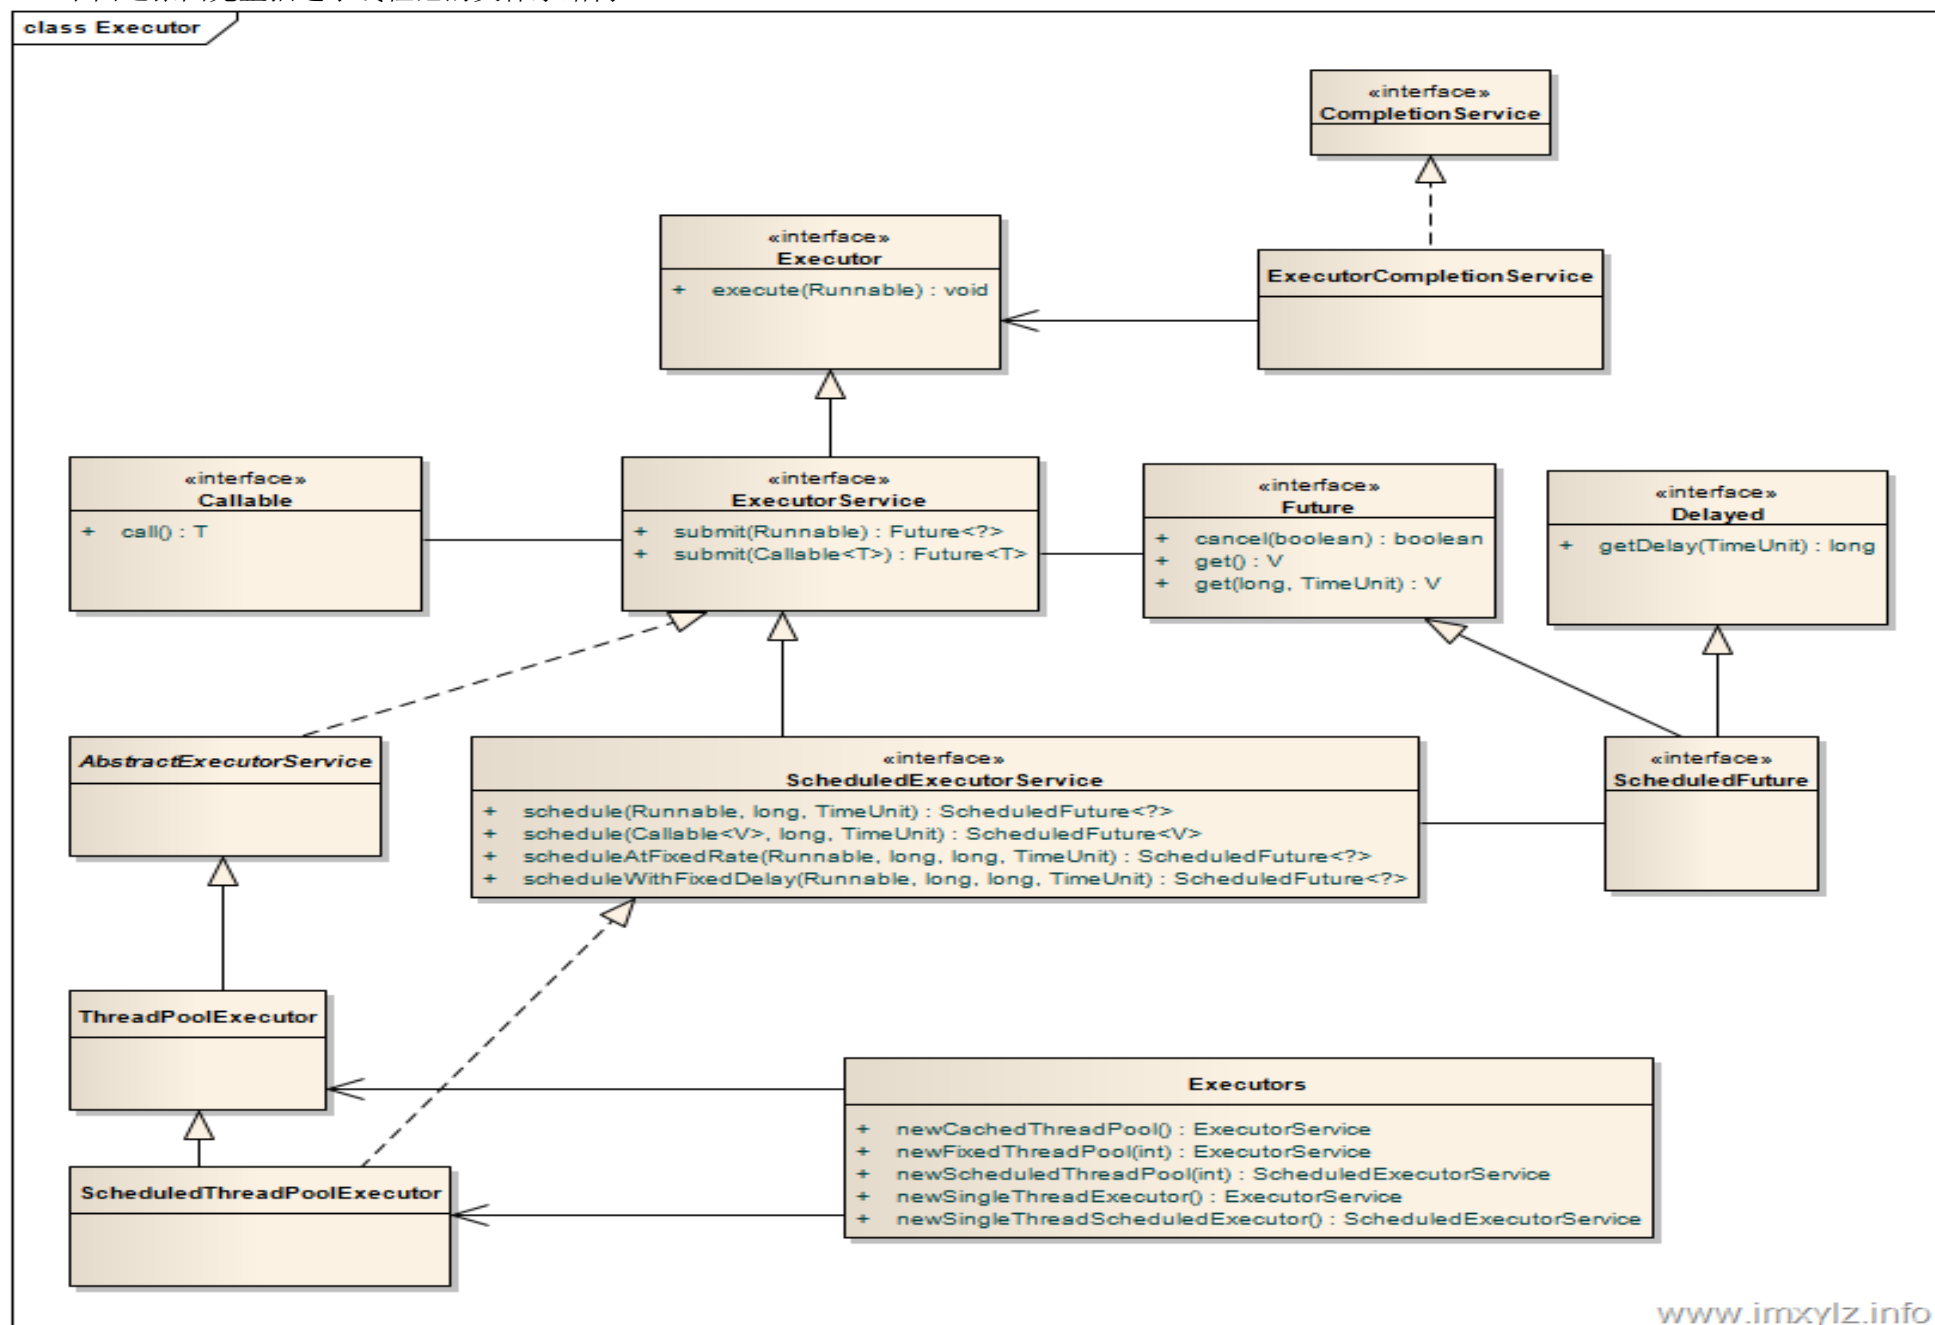 class Executor
«interface»
CompletionService
«interface»
Executor
+ execute(Runnable) : void
ExecutorCompletionService
«interface»
Callable
+ call() : T
«interface»
ExecutorService
+ submit(Runnable) : Future<?>
+ submit(Callable<T>) : Future<T>
«interface»
Future
+ cancel(boolean) : boolean
+ get() : V
+ get(long, TimeUnit) : V
«interface»
Delayed
+ getDelay(TimeUnit) : long
AbstractExecutorService
«interface»
ScheduledExecutorService
+ schedule(Runnable, long, TimeUnit) : ScheduledFuture<?>
+ schedule(Callable<V>, long, TimeUnit) : ScheduledFuture<V>
+ scheduleAtFixedRate(Runnable, long, long, TimeUnit) : ScheduledFuture<?>
+ scheduleWithFixedDelay(Runnable, long, long, TimeUnit) : ScheduledFuture<?>
«interface»
ScheduledFuture
ThreadPoolExecutor
Executors
+ newCachedThreadPool() : ExecutorService
+ newFixedThreadPool(int) : ExecutorService
+ newScheduledThreadPool(int) : ScheduledExecutorService
+ newSingleThreadExecutor() : ExecutorService
+ newSingleThreadScheduledExecutor() : ScheduledExecutorService
ScheduledThreadPoolExecutor
www.imxylz.info